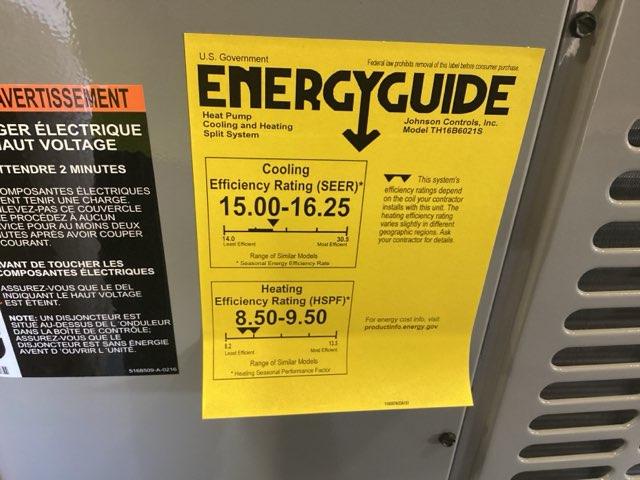 AVERTISSEMENT
GER ÉLECTRIQUE
HAUT VOLTAGE
TTENDRE 2 MINUTES
COMPOSANTES ÉLECTRIQUES
ENT TENIR UNE CHARGE.
LEVEZ-PAS CE COUVERCLE
E PROCÉDEZ À AUCUN
VICE POUR AU MOINS DEUX
UTES APRÈS AVOIR COUPER
COURANT.
VANT DE TOUCHER LES
COMPOSANTES ÉLECTRIQUES
ASSUREZ-VOUS QUE LE DEL
INDIQUANT LE HAUT VOLTAGE
EST ÉTEINT.
NOTE: UN DISJONCTEUR EST
SITUÉ AU-DESSUS DE L'ONDULEUR
DANS LA BOÎTE DE CONTRÔLE;
ASSUREZ-VOUS QUE LE
DISJONCTEUR EST SANS ÉNERGIE
AVENT D'OUVRIR L'UNITÉ.
5168509-A-0216
U.S. Government
Federal law prohibits removal of this label before consumer purchase.
ENERGYGUIDE
Heat Pump
Cooling and Heating
Split System
Johnson Controls, Inc.
Model TH16B6021S
Cooling
Efficiency Rating (SEER)*
15.00-16.25
14.0 30.5
Least Efficient Most Efficient
Range of Similar Models
* Seasonal Energy Efficiency Rate
This system's
efficiency ratings depend
on the coil your contractor
installs with this unit. The
heating efficiency rating
varies slightly in different
geographic regions. Ask
your contractor for details.
Heating
Efficiency Rating (HSPF)*
8.50-9.50
8.2 13.5
Least Efficient Most Efficient
Range of Similar Models
* Heating Seasonal Performance Factor
For energy cost info, visit
productinfo.energy.gov